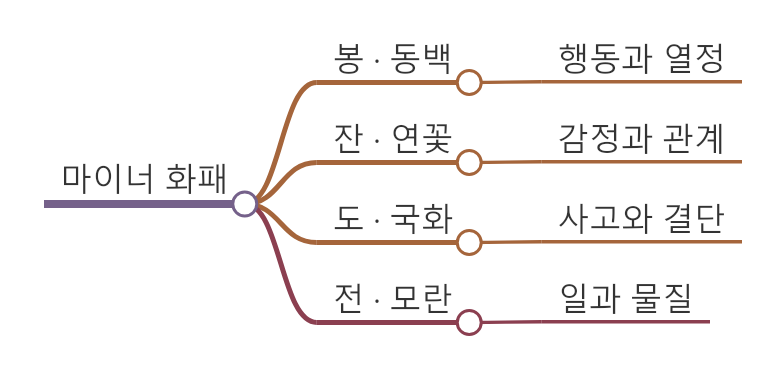 마이너 화패
봉 · 동백
행동과 열정
잔 · 연꽃
감정과 관계
도 · 국화
사고와 결단
전 · 모란
일과 물질